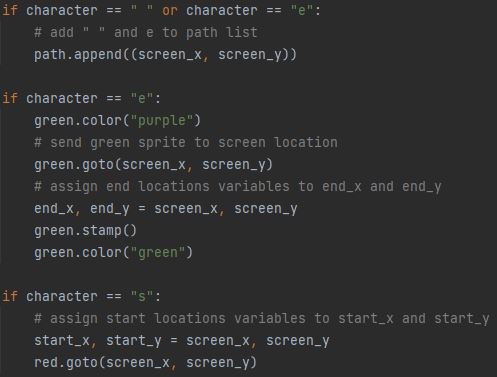 if character == " " or character == "e":
    # add " " and e to path list
    path.append((screen_x, screen_y))

if character == "e":
    green.color("purple")
    # send green sprite to screen location
    green.goto(screen_x, screen_y)
    # assign end locations variables to end_x and end_y
    end_x, end_y = screen_x, screen_y
    green.stamp()
    green.color("green")

if character == "s":
    # assign start locations variables to start_x and start_y
    start_x, start_y = screen_x, screen_y
    red.goto(screen_x, screen_y)